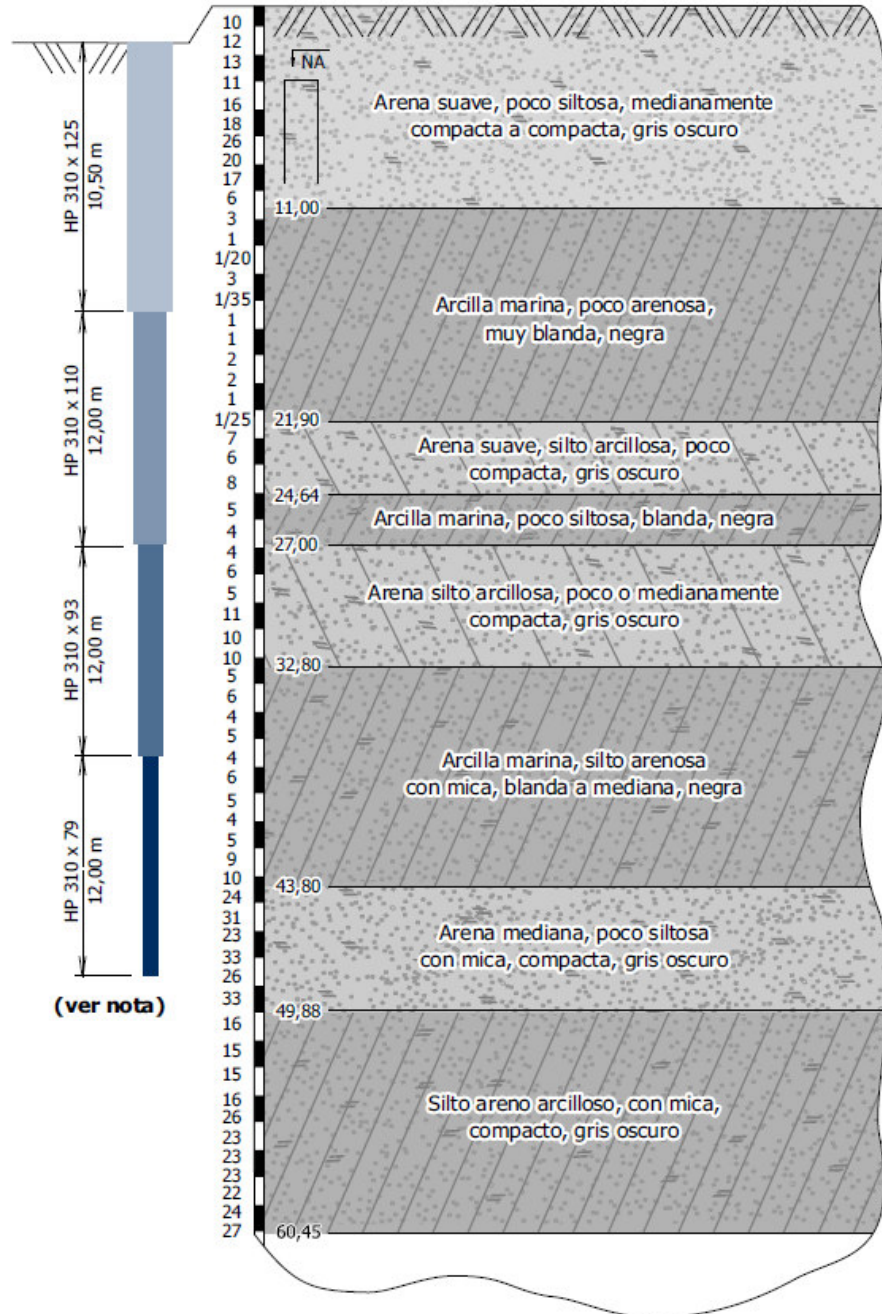 HP 310 x 125
10,50 m
HP 310 x 110
12,00 m
HP 310 x 93
12,00 m
HP 310 x 79
12,00 m
(ver nota)
10
12
13
11
16
18
26
20
17
6
3
1
1/20
3
1/35
1
1
2
2
1
1/25
7
6
8
5
4
4
6
5
11
10
10
5
6
4
5
4
6
5
4
5
9
10
24
31
23
33
26
33
16
15
15
16
26
23
23
23
22
24
27
NA
Arena suave, poco siltosa, medianamente
compacta a compacta, gris oscuro
11,00
Arcilla marina, poco arenosa,
muy blanda, negra
21,90
Arena suave, silto arcillosa, poco
compacta, gris oscuro
24,64
Arcilla marina, poco siltosa, blanda, negra
27,00
Arena silto arcillosa, poco o medianamente
compacta, gris oscuro
32,80
Arcilla marina, silto arenosa
con mica, blanda a mediana, negra
43,80
Arena mediana, poco siltosa
con mica, compacta, gris oscuro
49,88
Silto areno arcilloso, con mica,
compacto, gris oscuro
60,45